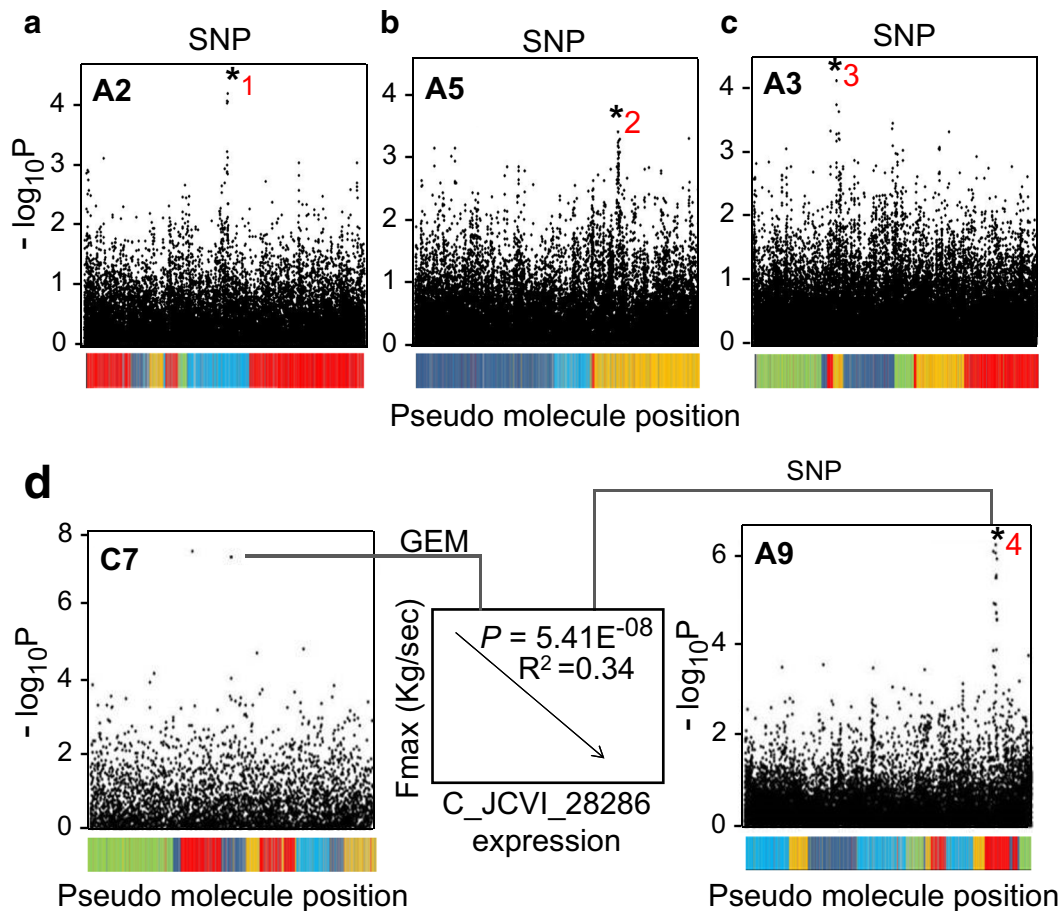 a
SNP
A2
*1
4
3
2
1
0
- log10P
b
SNP
A5
*2
4
3
2
1
0
c
SNP
A3
*3
4
3
2
1
0
Pseudo molecule position
d
C7
8
6
4
2
0
- log10P
Pseudo molecule position
GEM
SNP
P = 5.41E-08
R2 =0.34
Fmax (Kg/sec)
C_JCVI_28286
expression
A9
*4
6
4
2
0
- log10P
Pseudo molecule position